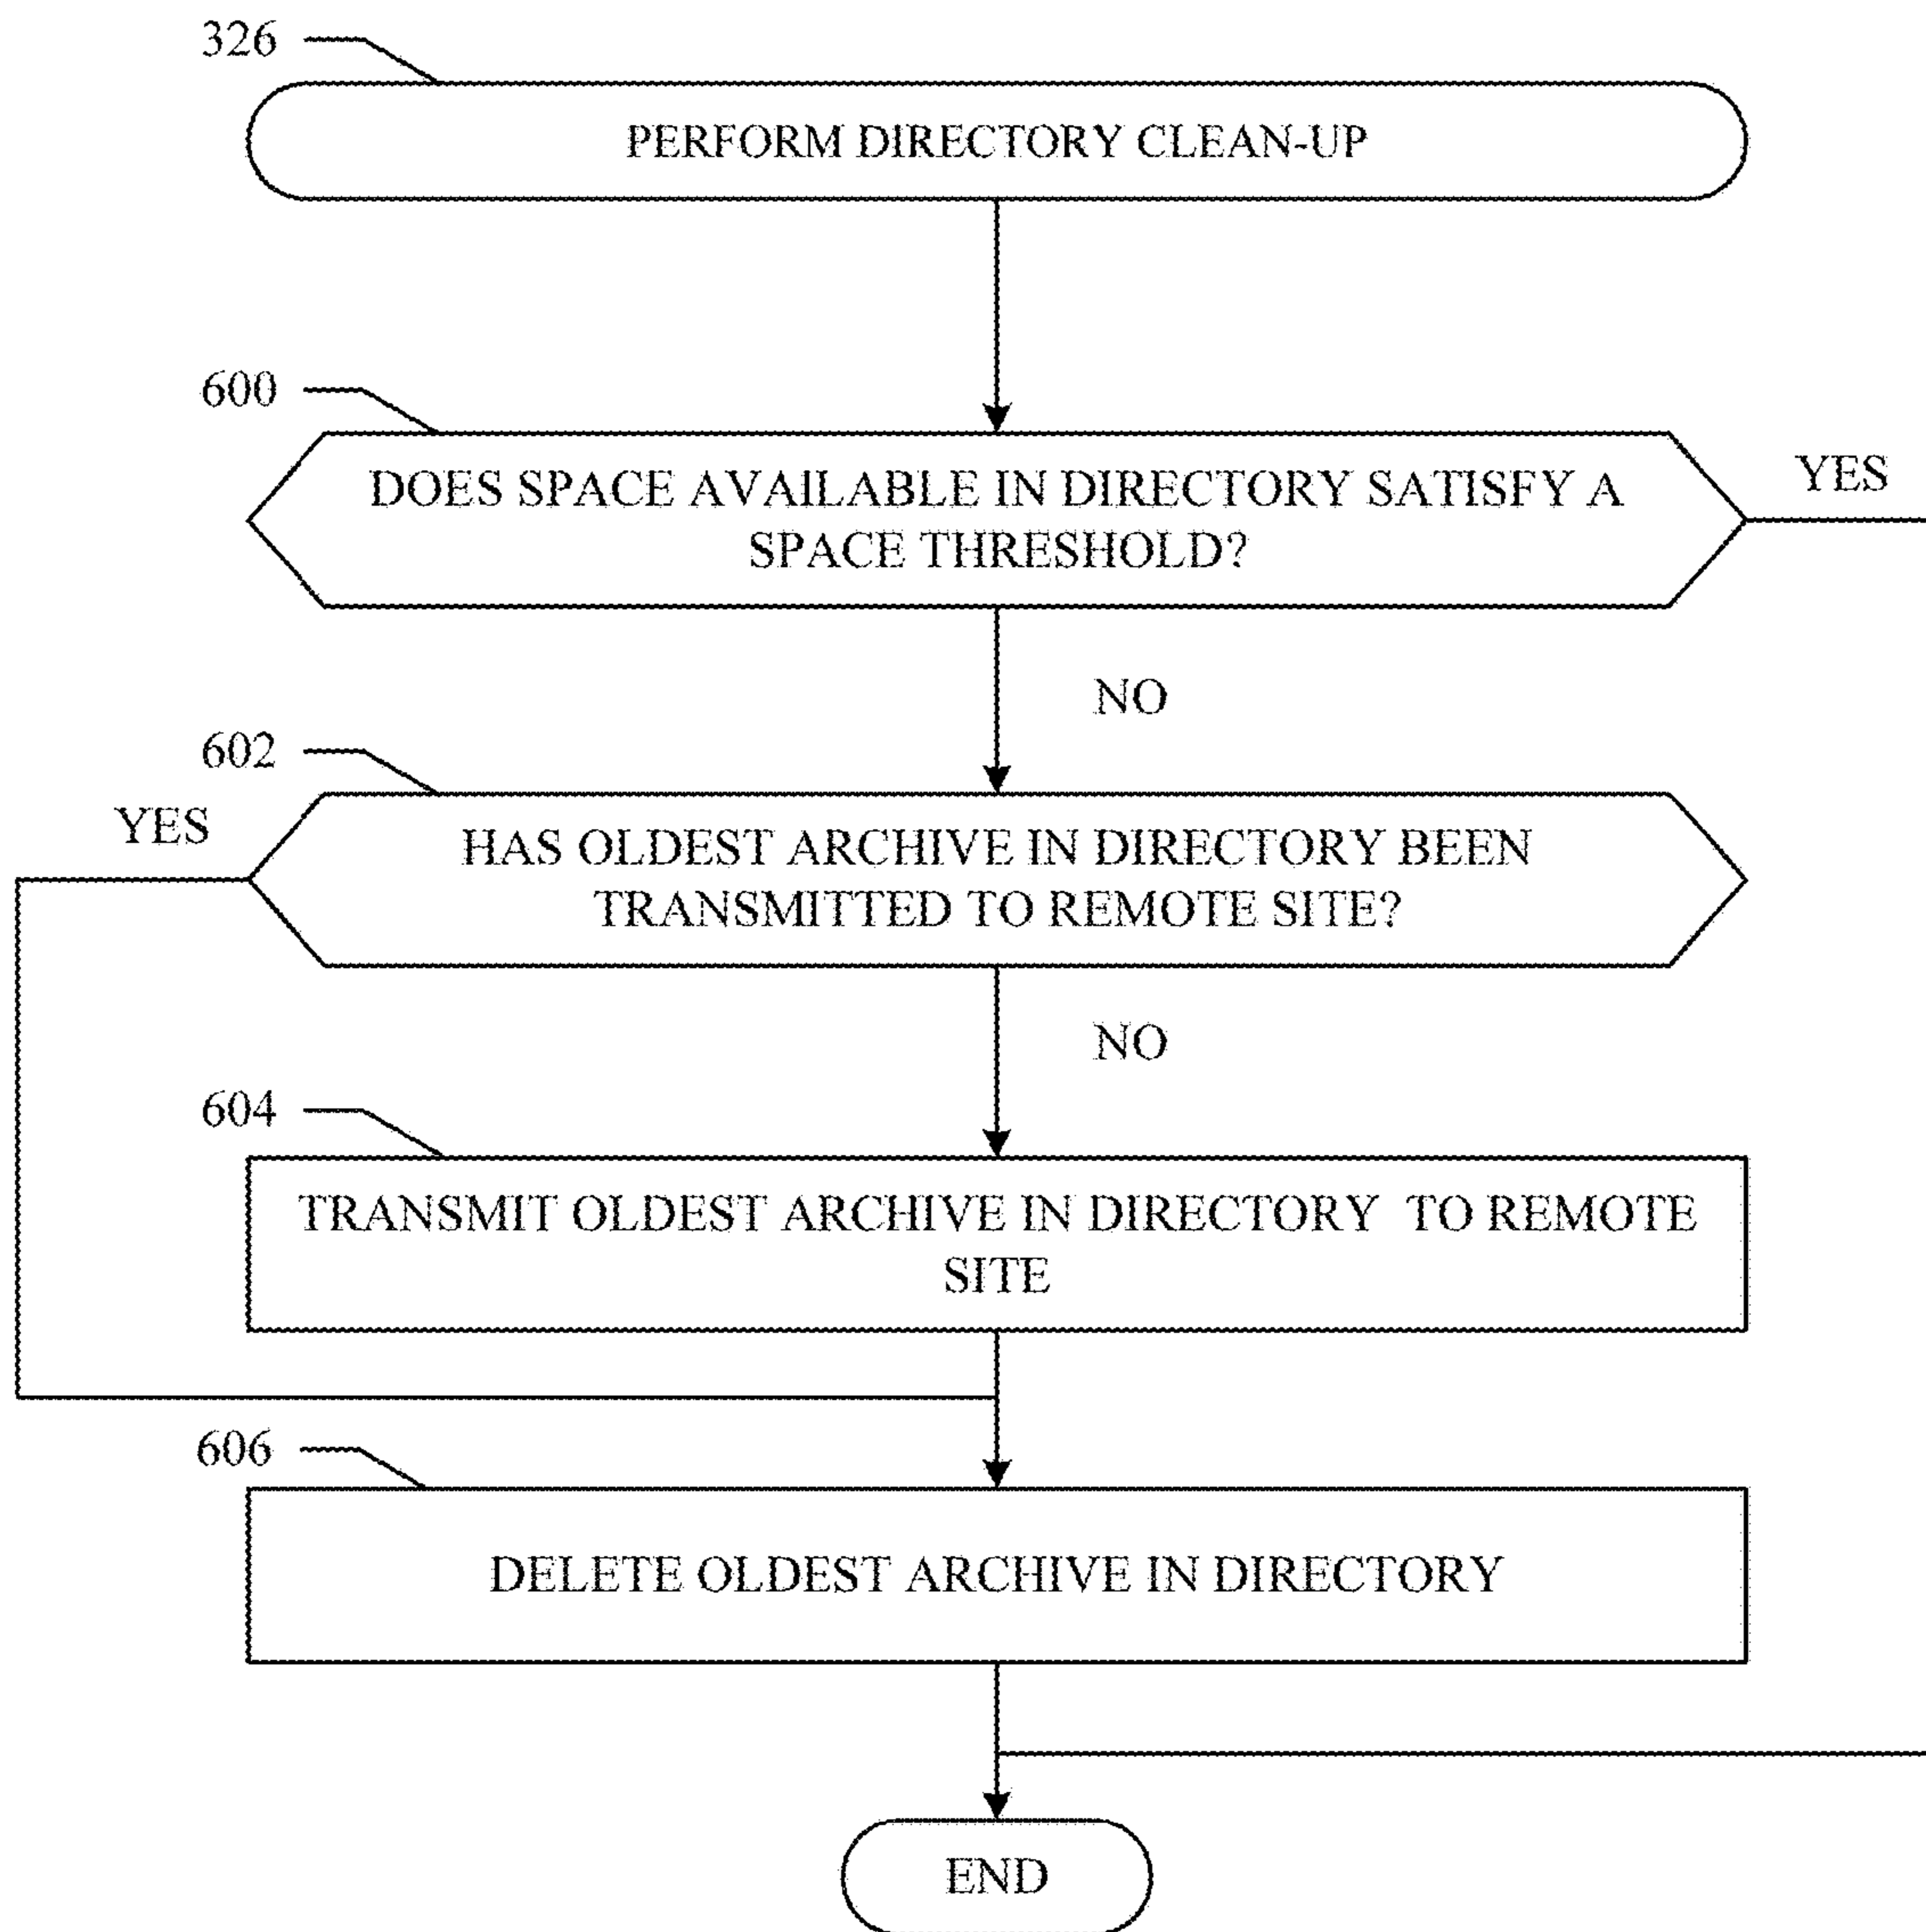 326
PERFORM DIRECTORY CLEAN-UP
600
DOES SPACE AVAILABLE IN DIRECTORY SATISFY A
SPACE THRESHOLD?
YES
NO
602
YES
HAS OLDEST ARCHIVE IN DIRECTORY BEEN
TRANSMITTED TO REMOTE SITE?
NO
604
TRANSMIT OLDEST ARCHIVE IN DIRECTORY TO REMOTE
SITE
606
DELETE OLDEST ARCHIVE IN DIRECTORY
END